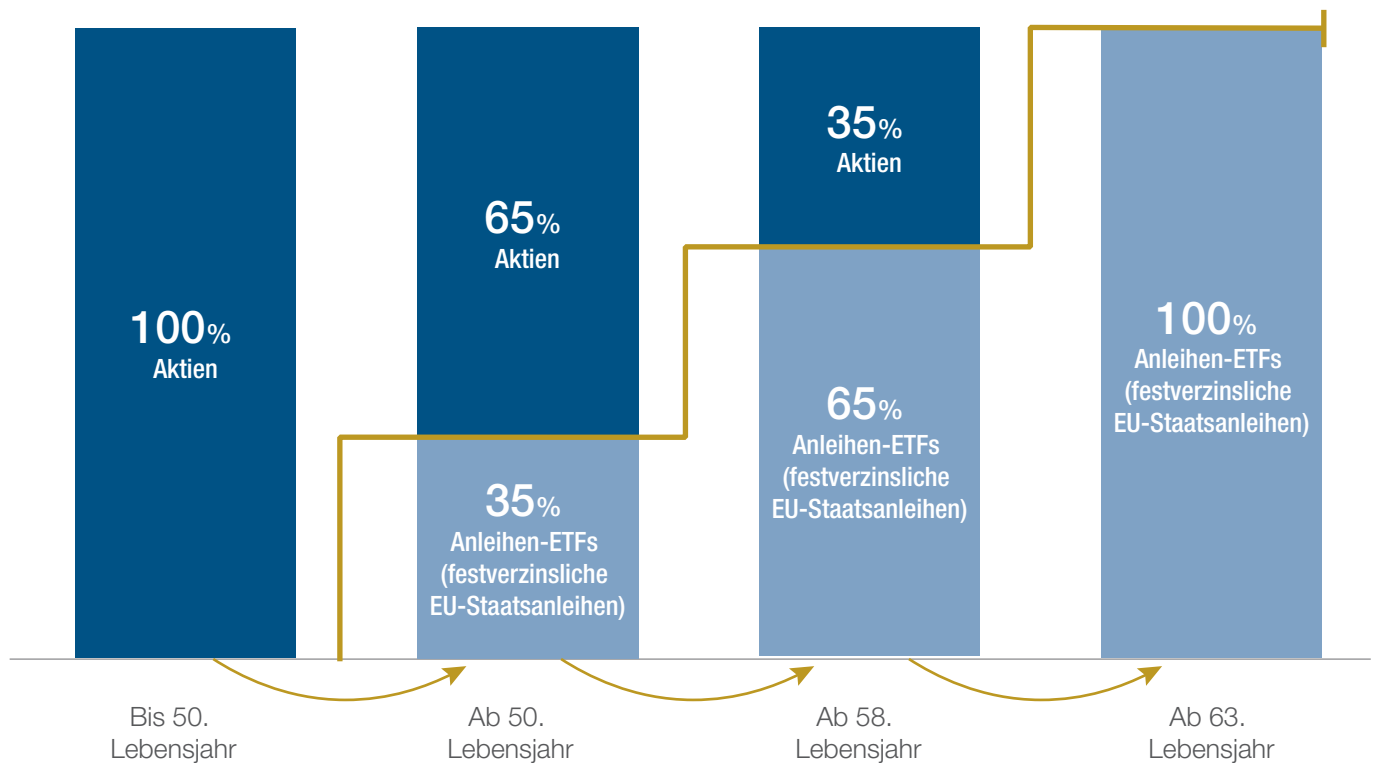 100%
Aktien
65%
Aktien
35%
Anleihen-ETFs
(festverzinsliche
EU-Staatsanleihen)
35%
Aktien
65%
Anleihen-ETFs
(festverzinsliche
EU-Staatsanleihen)
100%
Anleihen-ETFs
(festverzinsliche
EU-Staatsanleihen)
Bis 50.
Lebensjahr
Ab 50.
Lebensjahr
Ab 58.
Lebensjahr
Ab 63.
Lebensjahr